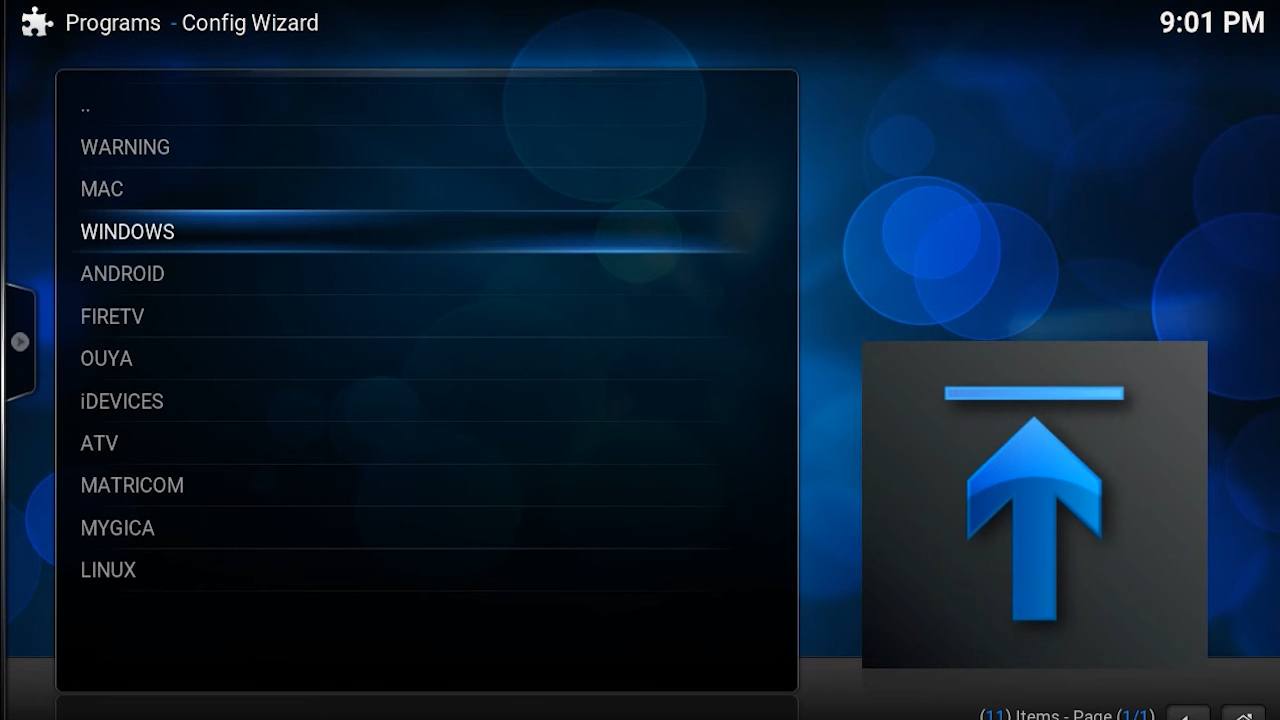 Programs - Config Wizard
9:01 PM
..
WARNING
MAC
WINDOWS
ANDROID
FIRETV
OUYA
iDEVICES
ATV
MATRICOM
MYGICA
LINUX
(11) Items - Page (1/1)